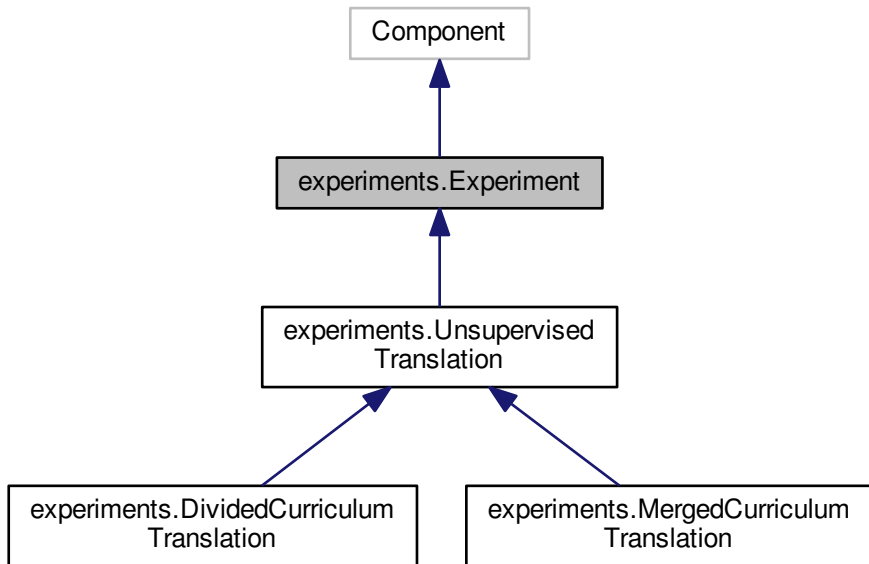 Component
experiments.Experiment
experiments.Unsupervised
Translation
experiments.DividedCurriculum
Translation
experiments.MergedCurriculum
Translation